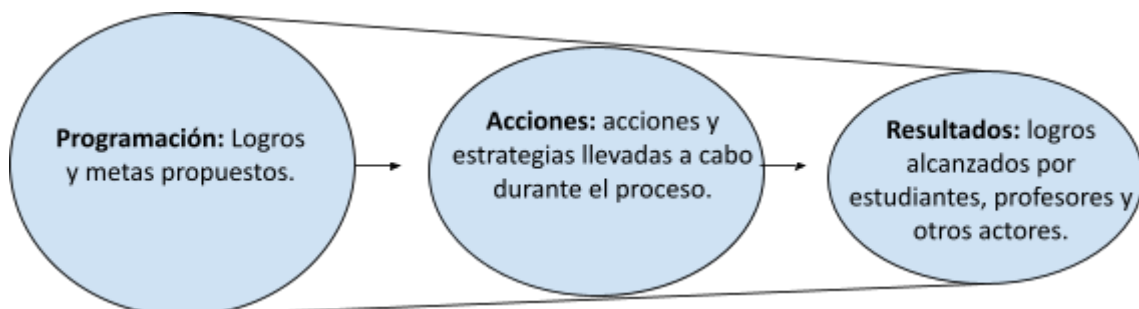 Programación: Logros
y metas propuestos.
Acciones: acciones y
estrategias llevadas a cabo
durante el proceso.
Resultados: logros
alcanzados por
estudiantes, profesores y
otros actores.